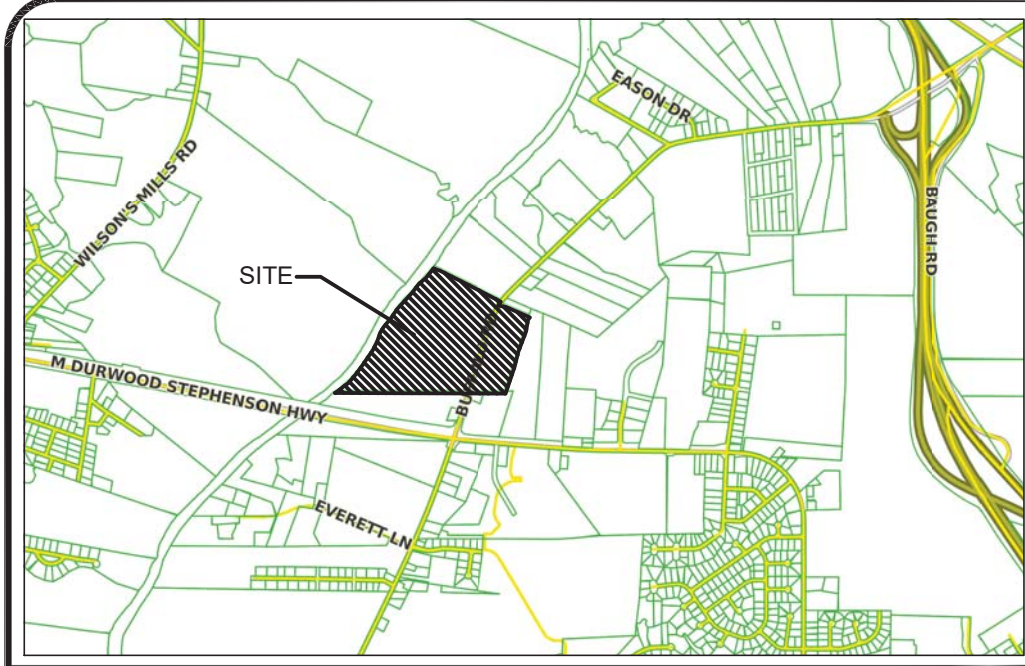 EASON DR
WILSON'S MILLS RD
BAUGH RD
SITE
M DURWOOD STEPHENSON HWY
EVERETT LN